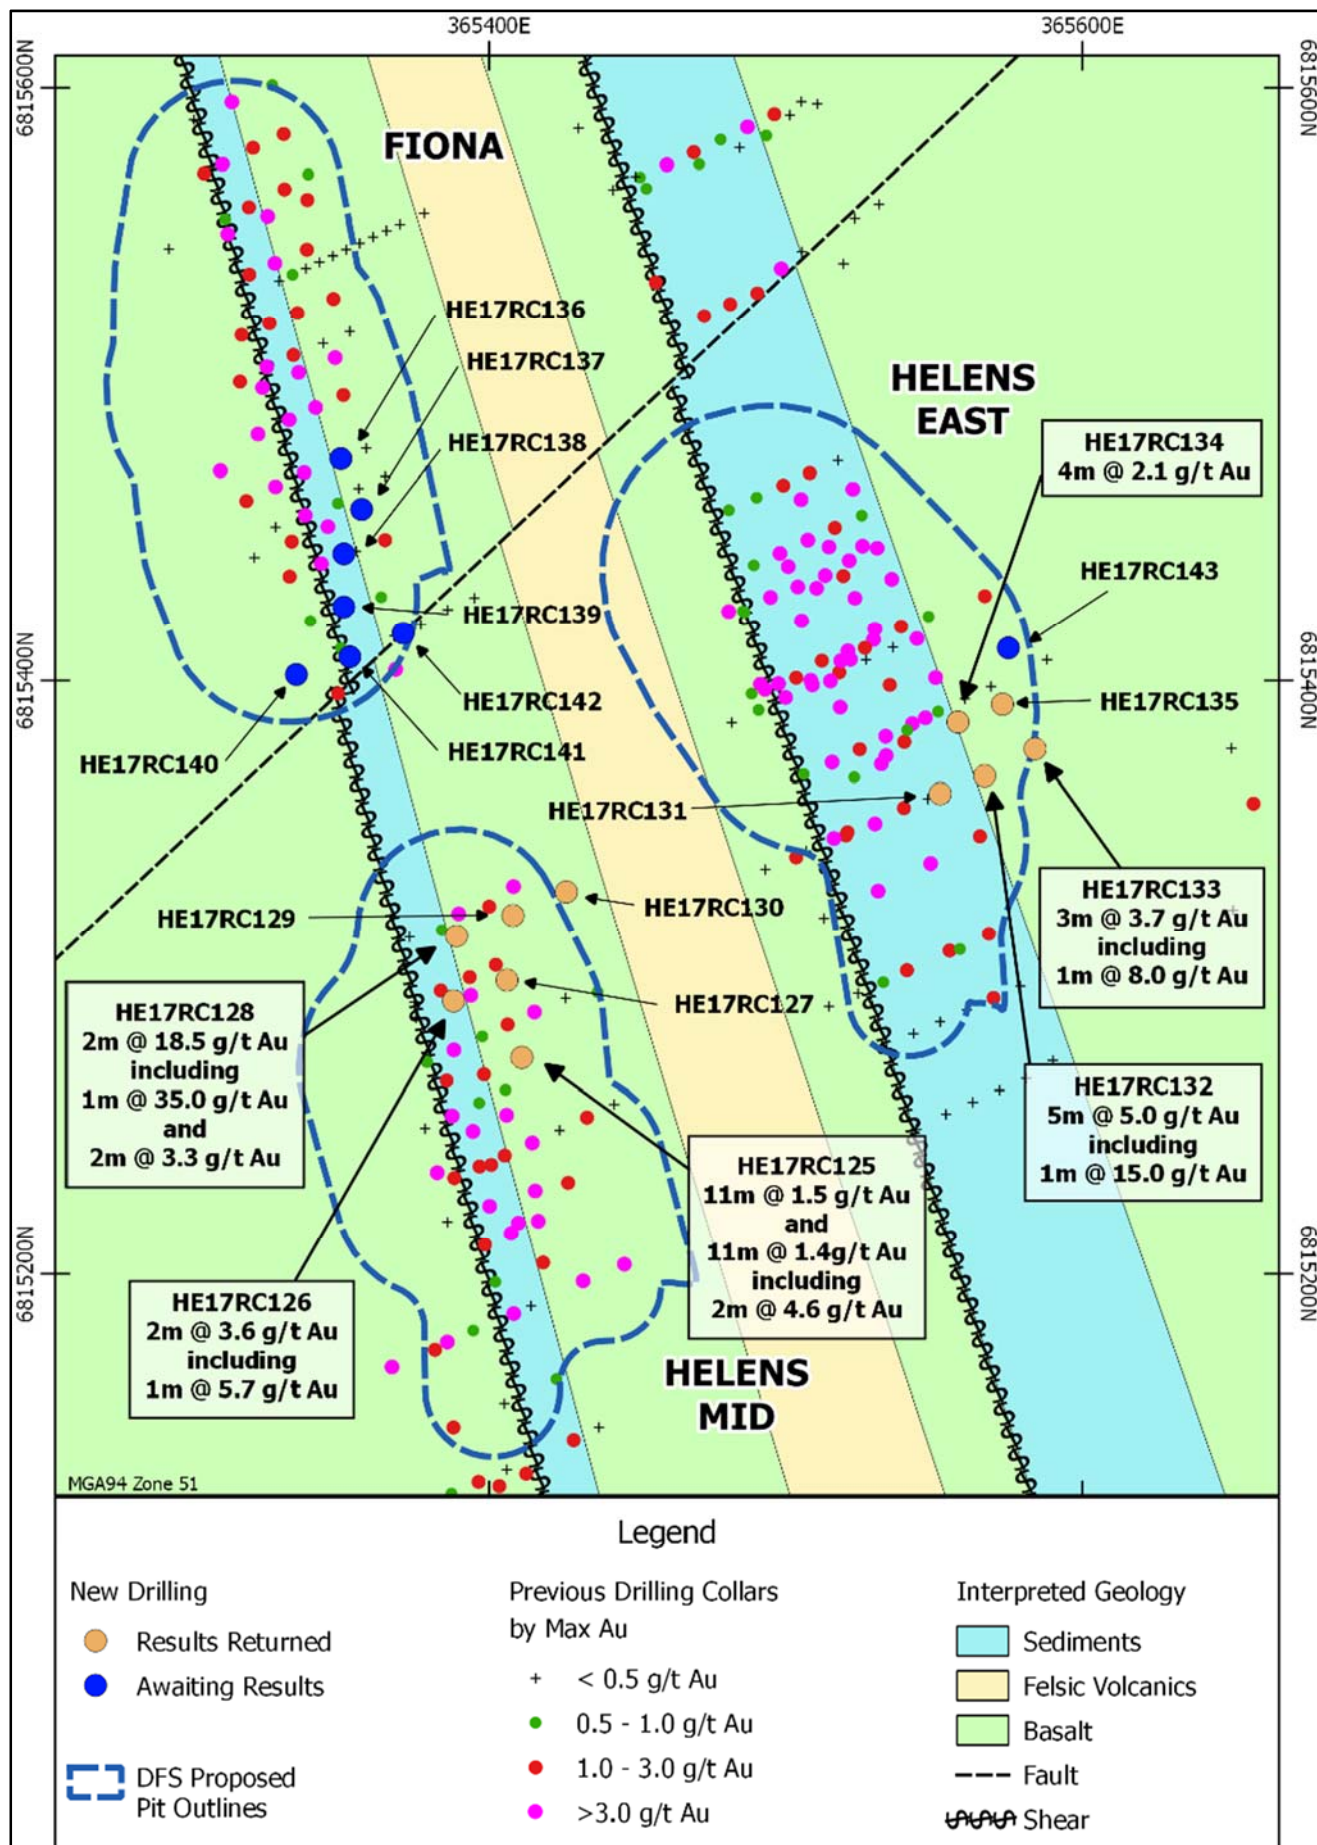 365400E
365600E
6815600N
6815600N
FIONA
HE17RC136
HE17RC137
HELENS
EAST
HE17RC138
HE17RC134
4m @ 2.1 g/t Au
HE17RC143
HE17RC139
6815400N
6815400N
HE17RC142
HE17RC135
HE17RC141
HE17RC140
HE17RC131
HE17RC133
3m @ 3.7 g/t Au
including
1m @ 8.0 g/t Au
HE17RC129
HE17RC130
HE17RC127
HE17RC128
2m @ 18.5 g/t Au
including
1m @ 35.0 g/t Au
and
2m @ 3.3 g/t Au
HE17RC132
5m @ 5.0 g/t Au
including
1m @ 15.0 g/t Au
HE17RC125
11m @ 1.5 g/t Au
and
11m @ 1.4g/t Au
including
2m @ 4.6 g/t Au
6815200N
6815200N
HE17RC126
2m @ 3.6 g/t Au
including
1m @ 5.7 g/t Au
HELENS
MID
MGA94 Zone 51
Legend
New Drilling
Results Returned
Awaiting Results
DFS Proposed
Pit Outlines
Previous Drilling Collars
by Max Au
< 0.5 g/t Au
0.5 - 1.0 g/t Au
1.0 - 3.0 g/t Au
>3.0 g/t Au
Interpreted Geology
Sediments
Felsic Volcanics
Basalt
Fault
Shear